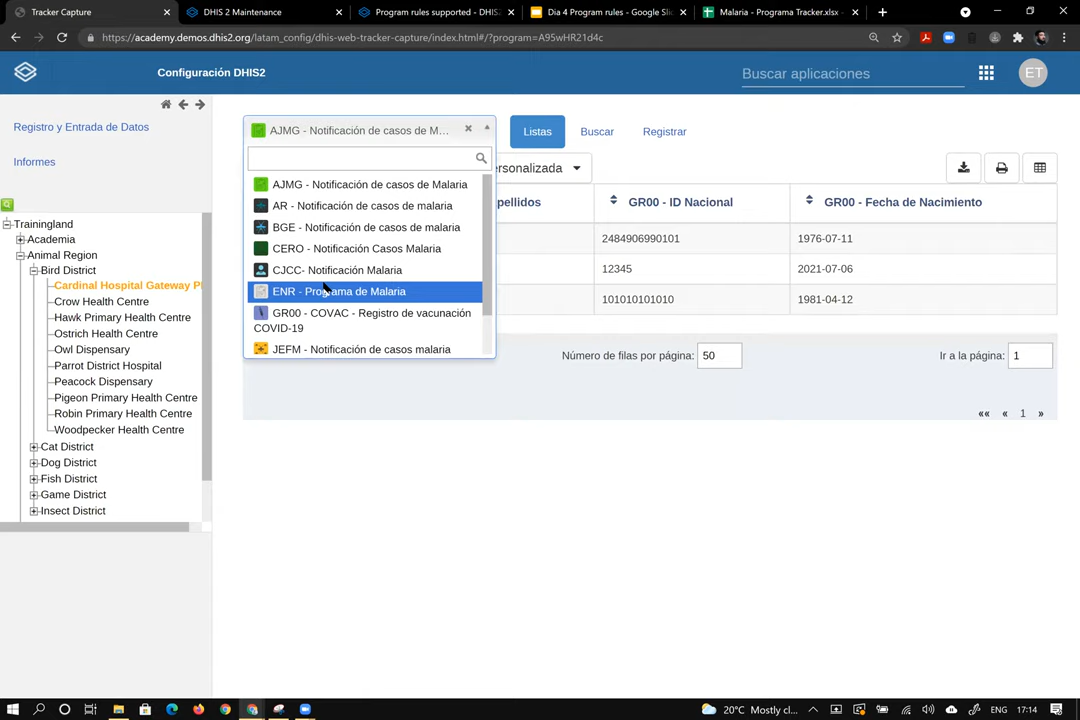 Tracker Capture
DHIS 2 Maintenance
Program rules supported - DHIS
Dia 4 Program rules - Google Sli
Malaria - Programa Tracker.xlsx -
https://academy.demos.dhis2.org/latam_config/dhis-web-tracker-capture/index.html#/?program=A95wHR21d4c
Configuración DHIS2
Buscar aplicaciones
ET
Registro y Entrada de Datos
Informes
Trainingland
Academia
Animal Region
Bird District
Cardinal Hospital Gateway P
Crow Health Centre
Hawk Primary Health Centre
Ostrich Health Centre
Owl Dispensary
Parrot District Hospital
Peacock Dispensary
Pigeon Primary Health Centre
Robin Primary Health Centre
Woodpecker Health Centre
Cat District
Dog District
Fish District
Game District
Insect District
AJMG - Notificación de casos de M...
AJMG - Notificación de casos de Malaria
AR - Notificación de casos de malaria
BGE - Notificación de casos de malaria
CERO - Notificación Casos Malaria
CJCC- Notificación Malaria
ENR - Programa de Malaria
GR00 - COVAC - Registro de vacunación
COVID-19
JEFM - Notificación de casos malaria
Listas
Buscar
Registrar
ersonalizada
pellidos
GR00 - ID Nacional
GR00 - Fecha de Nacimiento
2484906990101
1976-07-11
12345
2021-07-06
101010101010
1981-04-12
Número de filas por página:
50
Ir a la página:
1
«« « 1 »
20°C Mostly cl...
ENG
17:14